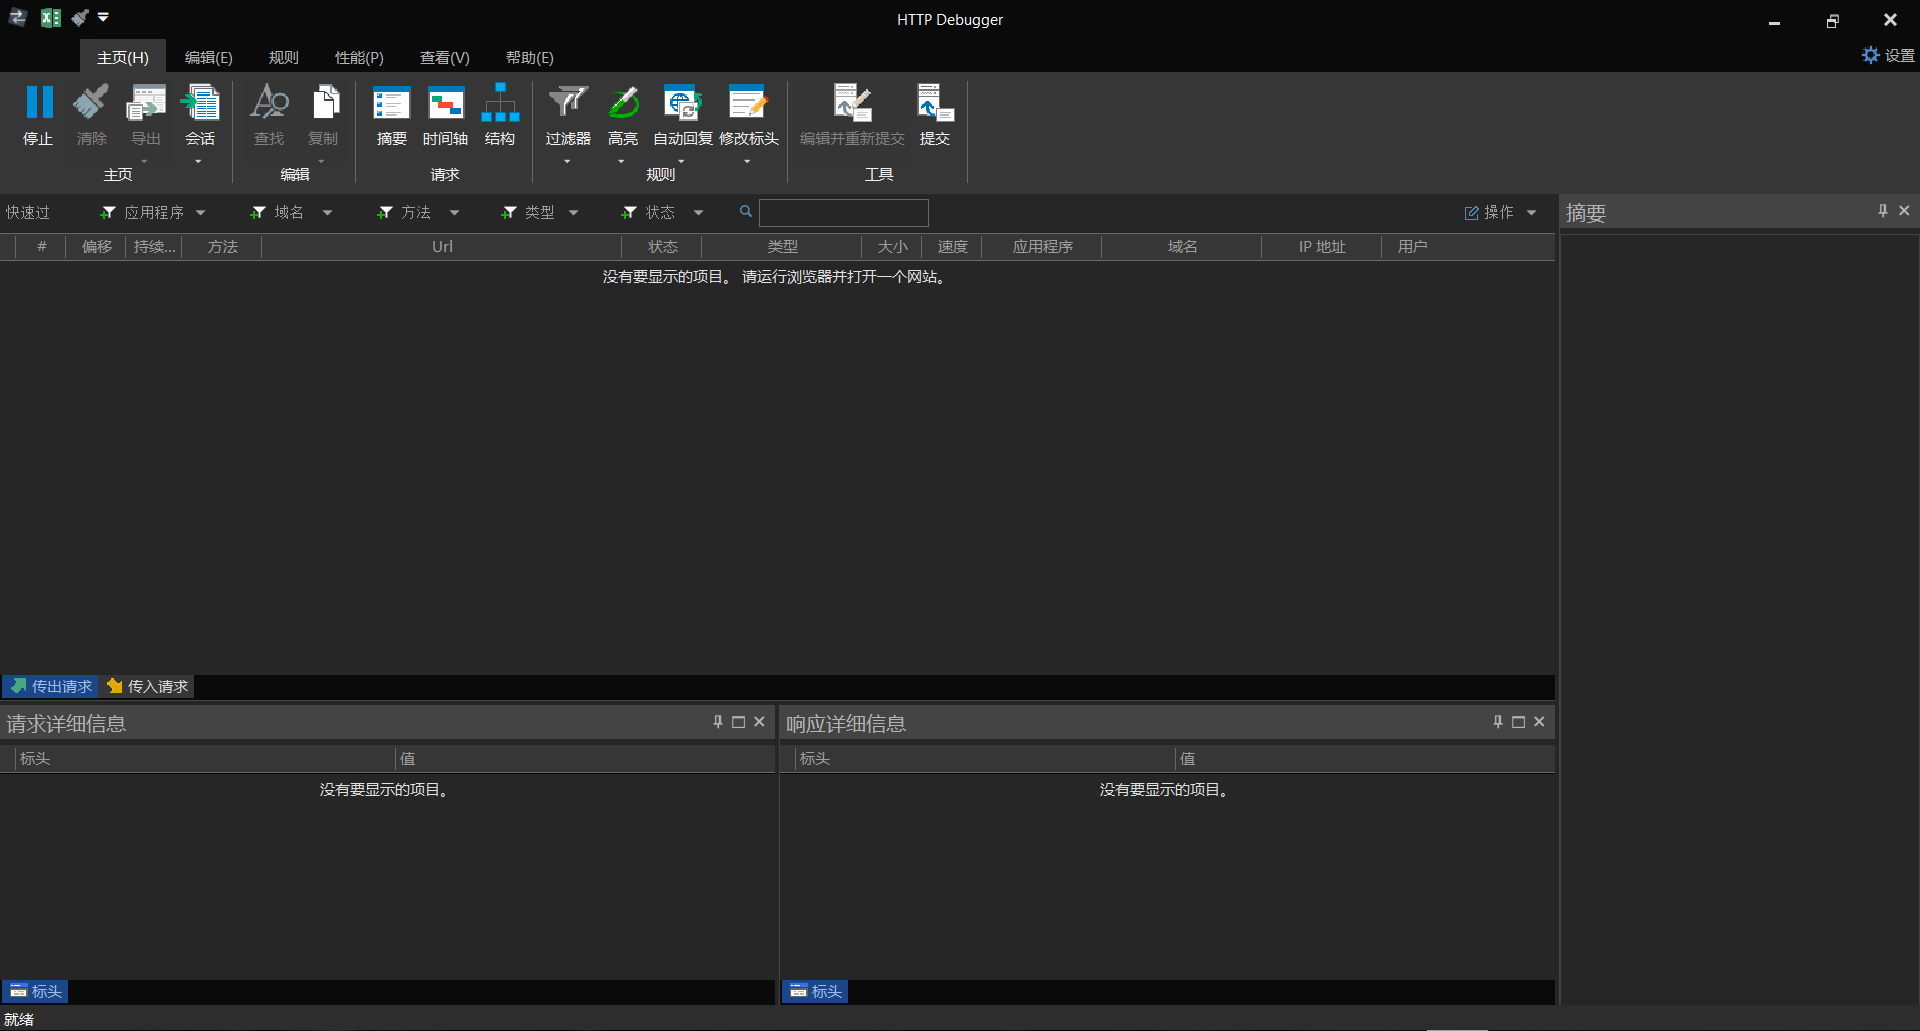 HTTP Debugger
主页(H) 编辑(E) 规则 性能(P) 查看(V) 帮助(E) 设置
停止 清除 导出 会话 查找 复制 摘要 时间轴 结构 过滤器 高亮 自动回复 修改标头 编辑并重新提交 提交
主页 编辑 请求 规则 工具
快速过 应用程序 域名 方法 类型 状态 操作
摘要
# 偏移 持续... 方法 Url 状态 类型 大小 速度 应用程序 域名 IP 地址 用户
没有要显示的项目。 请运行浏览器并打开一个网站。
传出请求 传入请求
请求详细信息
标头 值
没有要显示的项目。
标头
响应详细信息
标头 值
没有要显示的项目。
标头
就绪